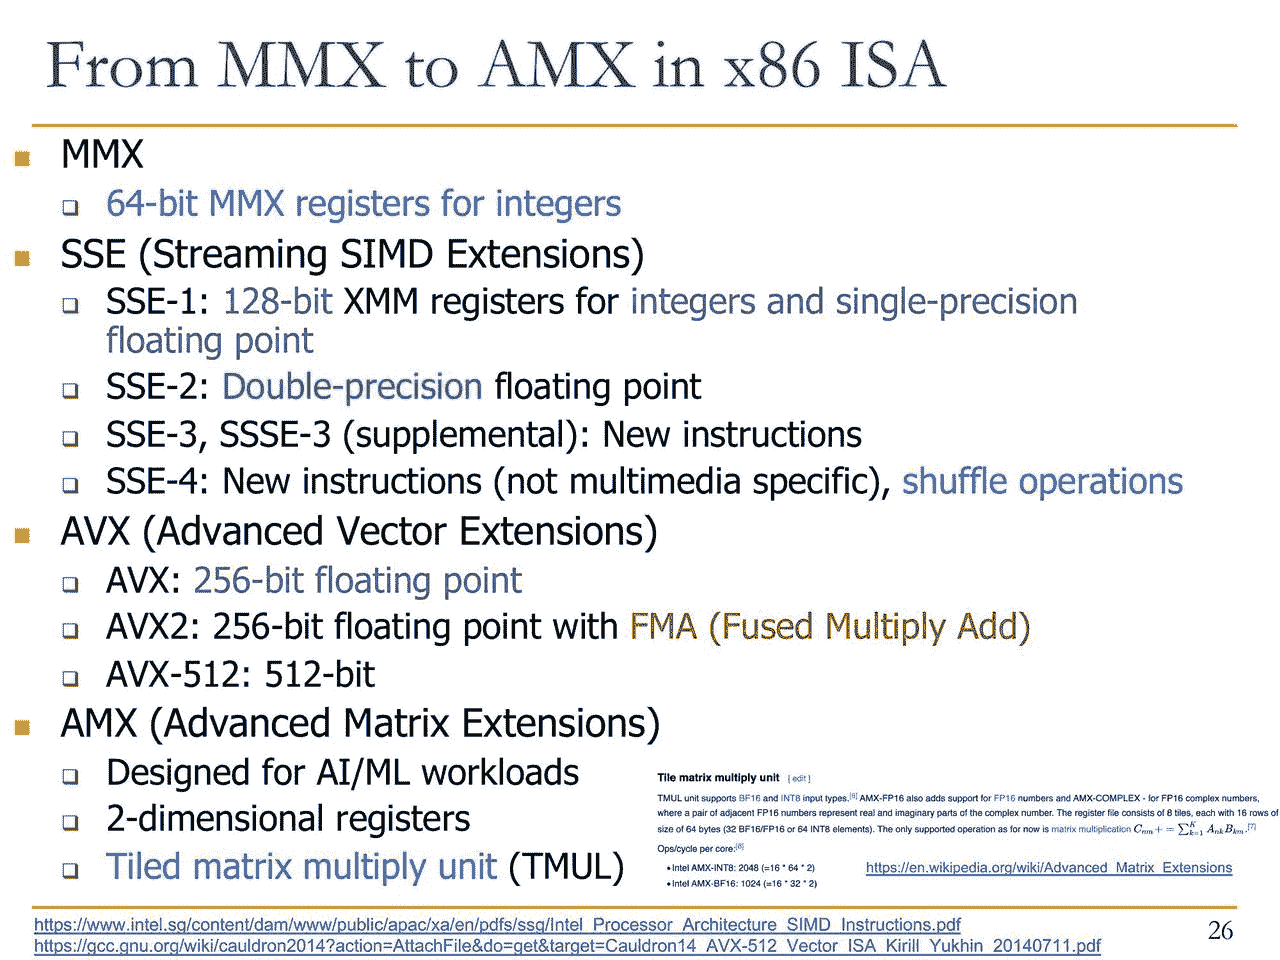 From MMX to AMX in x86 ISA
MMX
64-bit MMX registers for integers
SSE (Streaming SIMD Extensions)
SSE-1: 128-bit XMM registers for integers and single-precision
floating point
SSE-2: Double-precision floating point
SSE-3, SSSE-3 (supplemental): New instructions
SSE-4: New instructions (not multimedia specific), shuffle operations
AVX (Advanced Vector Extensions)
AVX: 256-bit floating point
AVX2: 256-bit floating point with FMA (Fused Multiply Add)
AVX-512: 512-bit
AMX (Advanced Matrix Extensions)
Designed for AI/ML workloads
2-dimensional registers
Tiled matrix multiply unit (TMUL)
Tile matrix multiply unit [ edit ]
TMUL unit supports BF16 and INT8 input types.[6] AMX-FP16 also adds support for FP16 numbers and AMX-COMPLEX - for FP16 complex numbers,
where a pair of adjacent FP16 numbers represent real and imaginary parts of the complex number. The register file consists of 8 tiles, each with 16 rows of
size of 64 bytes (32 BF16/FP16 or 64 INT8 elements). The only supported operation as for now is matrix multiplication C_{nm} += ∑_{k=1}^{K} A_{nk}B_{km}.[7]
Ops/cycle per core:[8]
• Intel AMX-INT8: 2048 (=16 * 64 * 2)
• Intel AMX-BF16: 1024 (=16 * 32 * 2)
https://en.wikipedia.org/wiki/Advanced_Matrix_Extensions
https://www.intel.sg/content/dam/www/public/apac/xa/en/pdfs/ssg/Intel_Processor_Architecture_SIMD_Instructions.pdf
https://gcc.gnu.org/wiki/cauldron2014?action=AttachFile&do=get&target=Cauldron14_AVX-512_Vector_ISA_Kirill_Yukhin_20140711.pdf
26